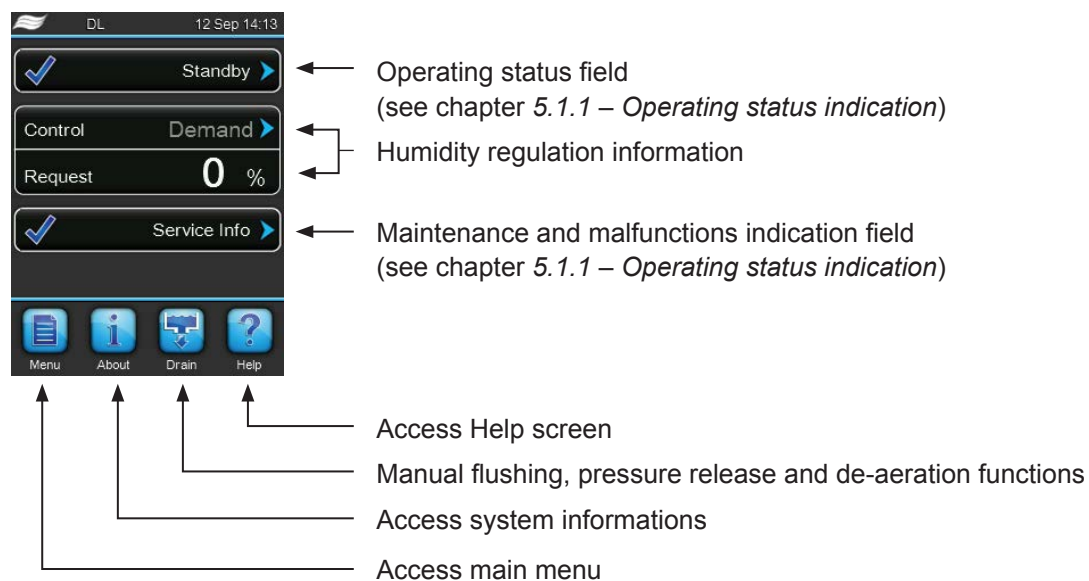 DL 12 Sep 14:13
Standby
Control Demand
Request 0 %
Service Info
Menu About Drain Help
Operating status field
(see chapter 5.1.1 – Operating status indication)
Humidity regulation information
Maintenance and malfunctions indication field
(see chapter 5.1.1 – Operating status indication)
Access Help screen
Manual flushing, pressure release and de-aeration functions
Access system informations
Access main menu